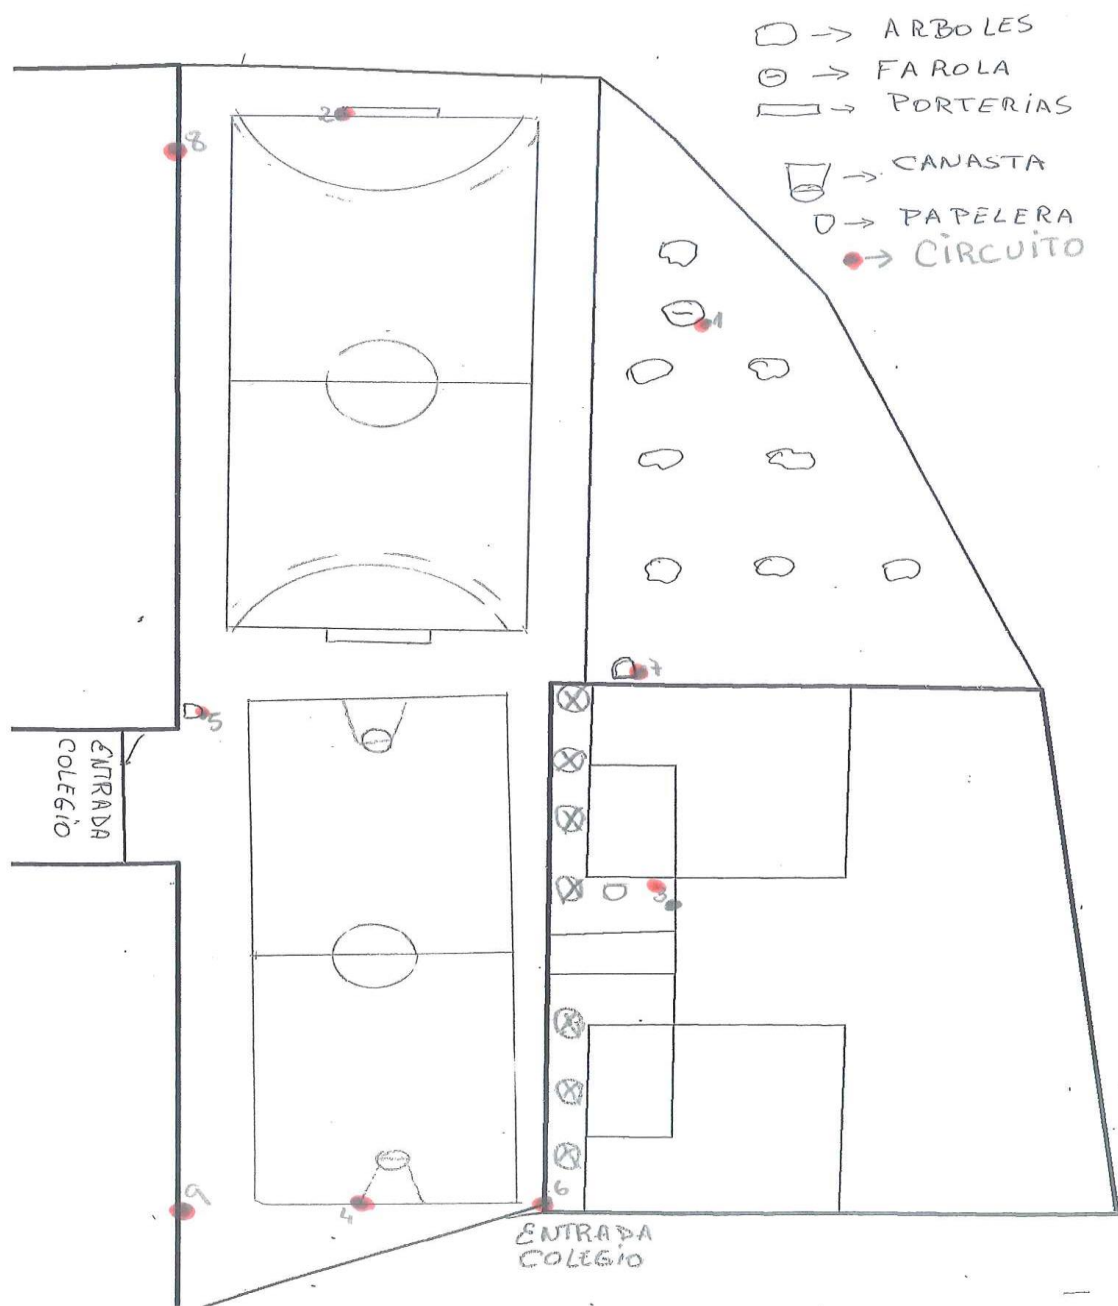 ARBOLES
FAROLA
PORTERIAS
CANASTA
PAPELERA
CIRCUITO
2
8
1
7
5
ENTRADA
COLEGIO
3
9
4
6
ENTRADA
COLEGIO